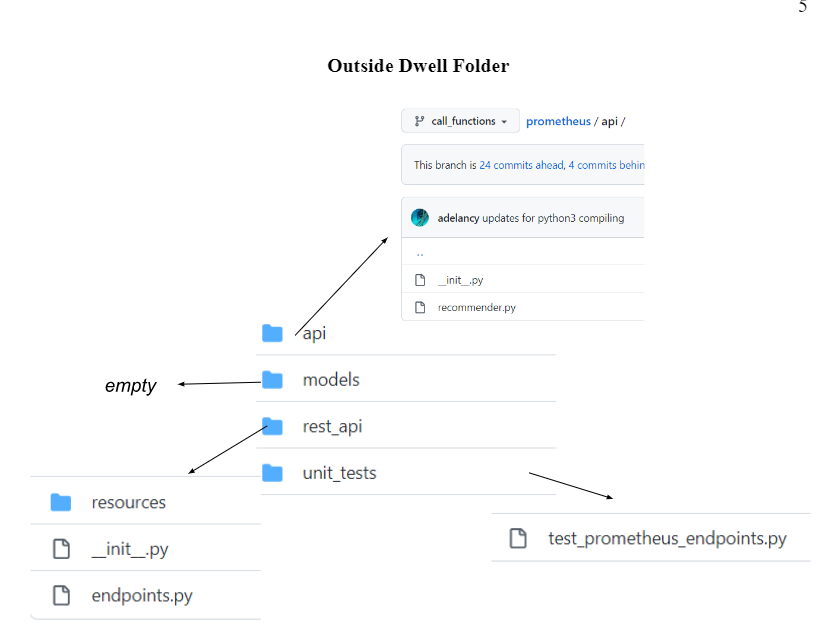 5
Outside Dwell Folder
call_functions
prometheus / api /
This branch is 24 commits ahead, 4 commits behin
adelancy updates for python3 compiling
..
__init__.py
recommender.py
api
empty
models
rest_api
unit_tests
resources
__init__.py
endpoints.py
test_prometheus_endpoints.py